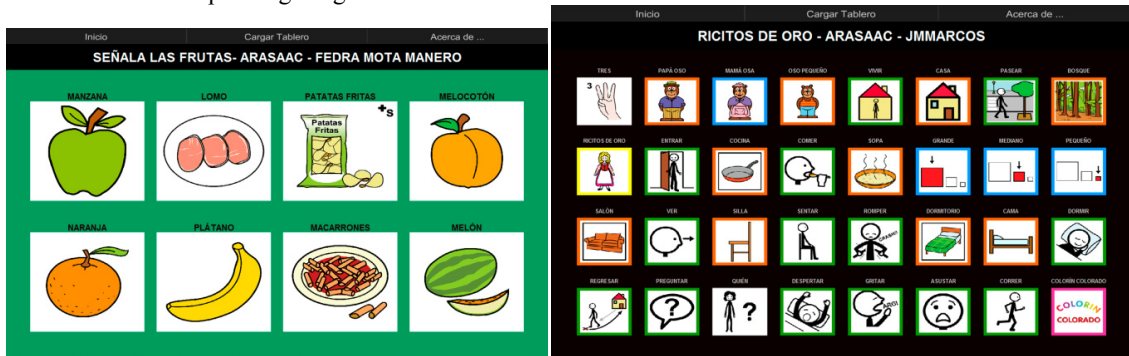 Inicio Cargar Tablero Acerca de ...
SEÑALA LAS FRUTAS- ARASAAC - FEDRA MOTA MANERO
MANZANA LOMO PATATAS FRITAS MELOCOTÓN
+s
Patatas
Fritas
NARANJA PLÁTANO MACARRONES MELÓN
Inicio Cargar Tablero Acerca de ...
RICITOS DE ORO - ARASAAC - JMMARCOS
TRES PAPÁ OSO MAMÁ OSA OSO PEQUEÑO VIVIR CASA PASEAR BOSQUE
3
RICITOS DE ORO ENTRAR COCINA COMER SOPA GRANDE MEDIANO PEQUEÑO
SALÓN VER SILLA SENTAR ROMPER DORMITORIO CAMA DORMIR
CRASH!!
REGRESAR PREGUNTAR QUIÉN DESPERTAR GRITAR ASUSTAR CORRER COLORÍN COLORADO
? ? ARG!
COLORIN
COLORADO